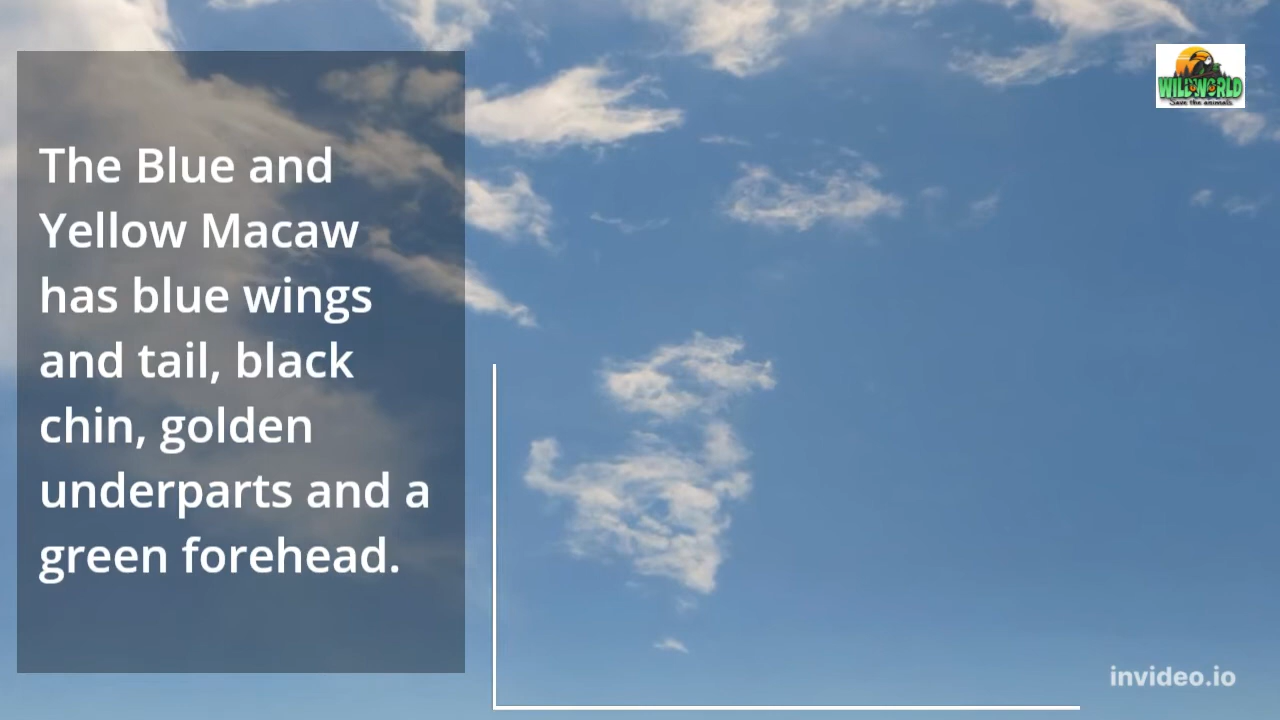 The Blue and
Yellow Macaw
has blue wings
and tail, black
chin, golden
underparts and a
green forehead.
WILDWORLD
Save the animals
invideo.io